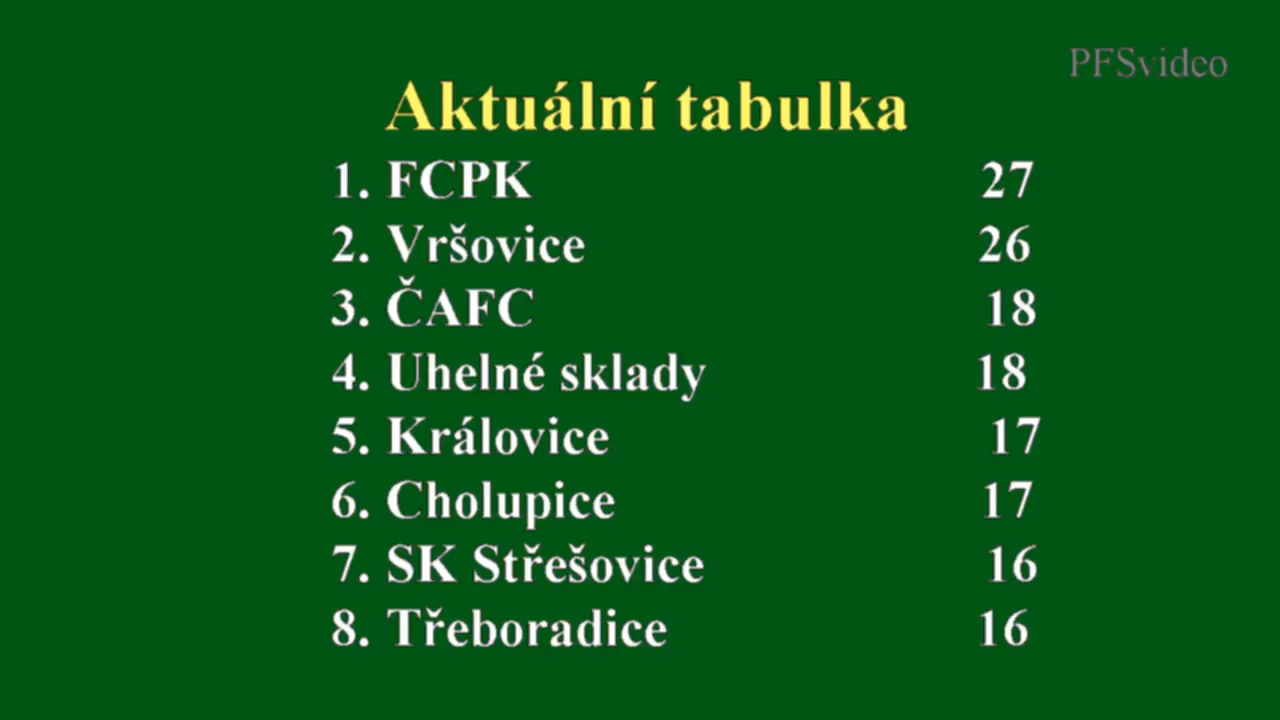 PFSvideo
Aktuální tabulka
1. FCPK 27
2. Vršovice 26
3. ČAFC 18
4. Uhelné sklady 18
5. Královice 17
6. Cholupice 17
7. SK Střešovice 16
8. Třeboradice 16